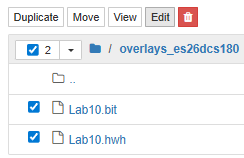 Duplicate Move View Edit
2 / overlays_es26dcs180
..
Lab10.bit
Lab10.hwh